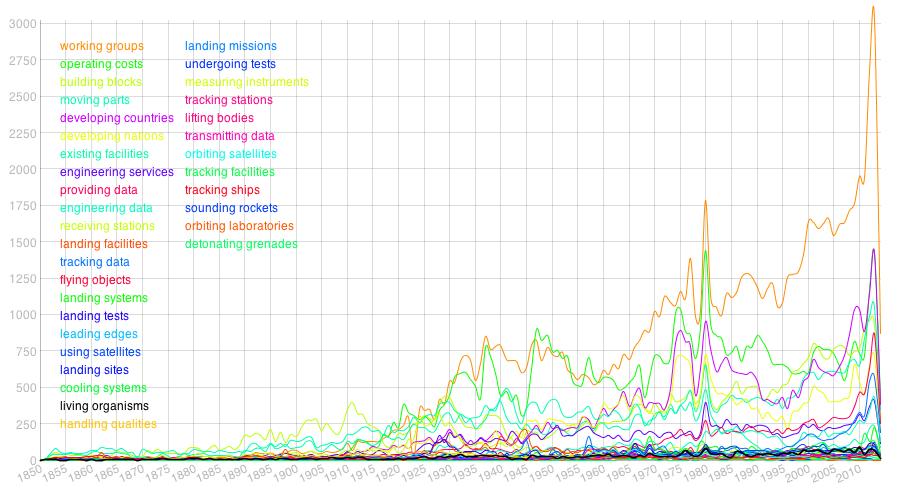 3000
2750
2500
2250
2000
1750
1500
1250
1000
750
500
250
0
working groups
operating costs
building blocks
moving parts
developing countries
developing nations
existing facilities
engineering services
providing data
engineering data
receiving stations
landing facilities
tracking data
flying objects
landing systems
landing tests
leading edges
using satellites
landing sites
cooling systems
living organisms
handling qualities
landing missions
undergoing tests
measuring instruments
tracking stations
lifting bodies
transmitting data
orbiting satellites
tracking facilities
tracking ships
sounding rockets
orbiting laboratories
detonating grenades
1850 1855 1860 1865 1870 1875 1880 1885 1890 1895 1900 1905 1910 1915 1920 1925 1930 1935 1940 1945 1950 1955 1960 1965 1970 1975 1980 1985 1990 1995 2000 2005 2010